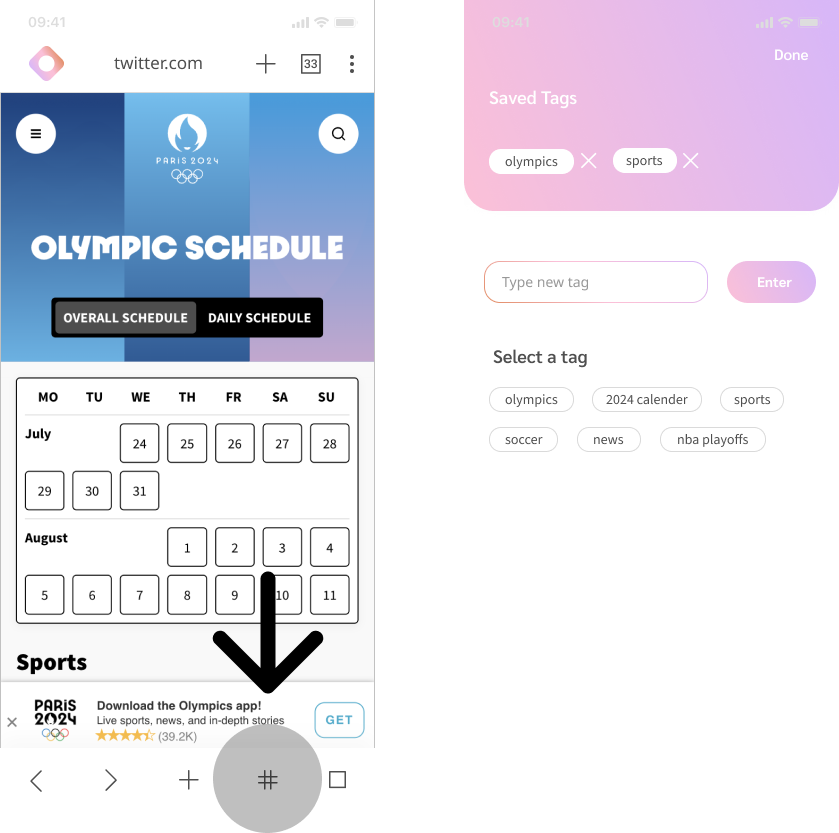 09:41
twitter.com
33
PARIS 2024
OLYMPIC SCHEDULE
OVERALL SCHEDULE DAILY SCHEDULE
MO TU WE TH FR SA SU
July
24 25 26 27 28
29 30 31
August
1 2 3 4
5 6 7 8 9 10 11
Sports
PARIS
2024
Download the Olympics app!
Live sports, news, and in-depth stories
(39.2K)
GET
09:41
Done
Saved Tags
olympics sports
Type new tag
Enter
Select a tag
olympics 2024 calender sports
soccer news nba playoffs